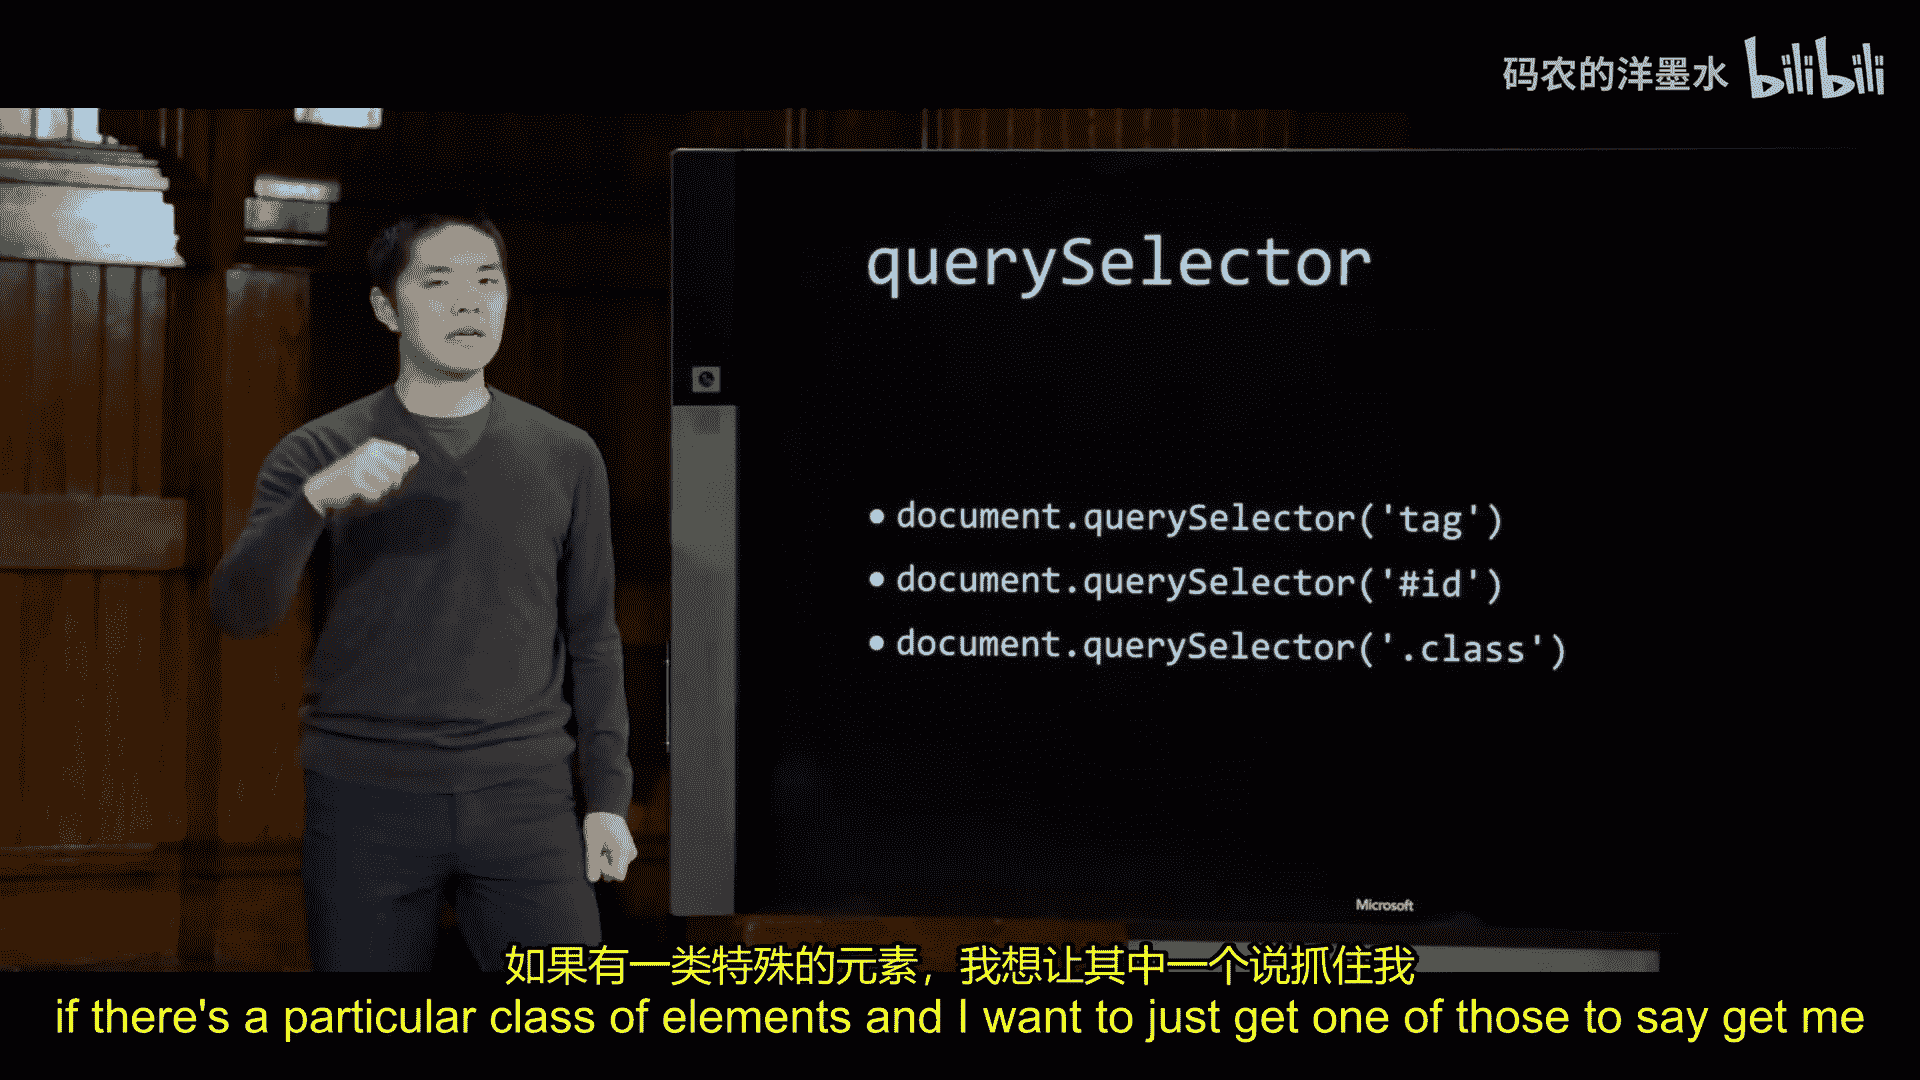 码农的洋墨水 bilibili
querySelector
• document.querySelector('tag')
• document.querySelector('#id')
• document.querySelector('.class')
Microsoft
如果有一类特殊的元素，我想让其中一个说抓住我
if there's a particular class of elements and I want to just get one of those to say get me